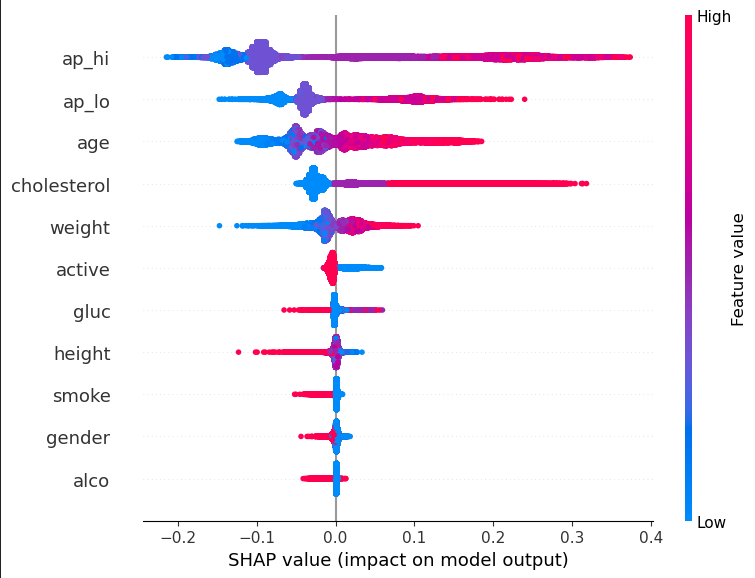 High
ap_hi
ap_lo
age
cholesterol
weight
active
gluc
height
smoke
gender
alco
Feature value
Low
−0.2 −0.1 0.0 0.1 0.2 0.3 0.4
SHAP value (impact on model output)